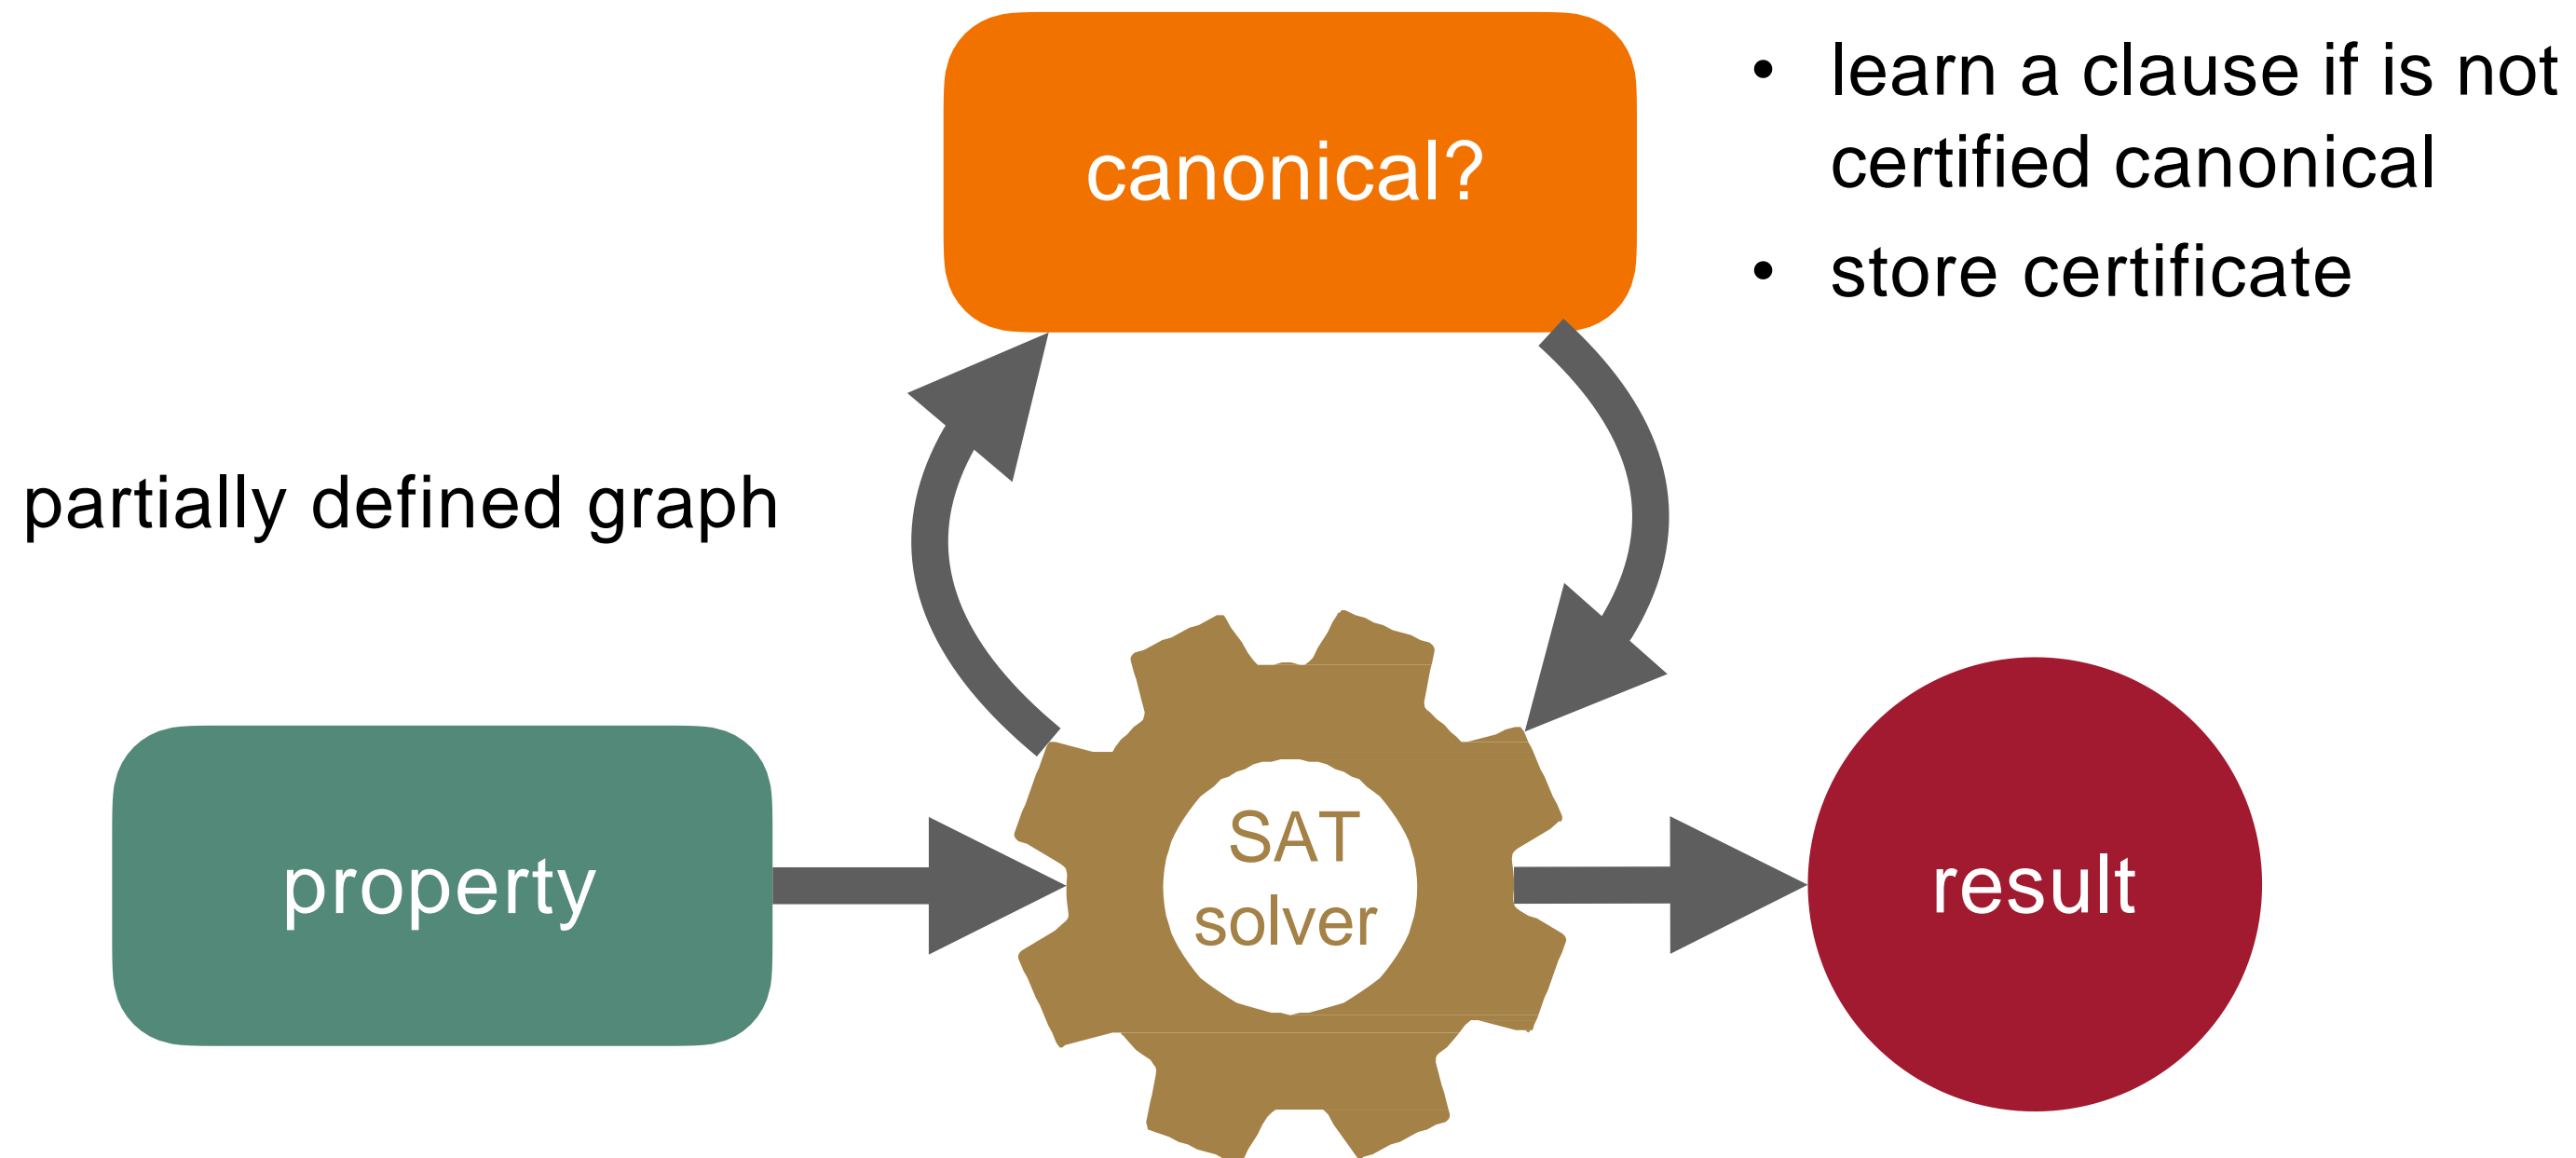 canonical?
• learn a clause if is not
certified canonical
• store certificate
partially defined graph
property
SAT
solver
result